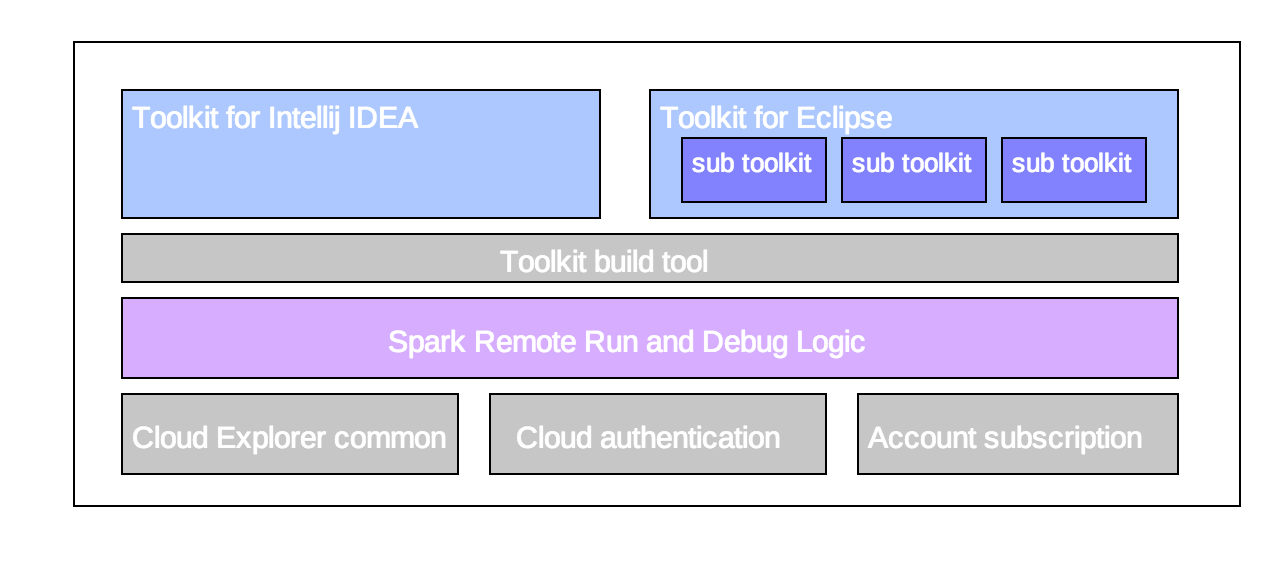 Toolkit for Intellij IDEA
Toolkit for Eclipse
sub toolkit
sub toolkit
sub toolkit
Toolkit build tool
Spark Remote Run and Debug Logic
Cloud Explorer common
Cloud authentication
Account subscription